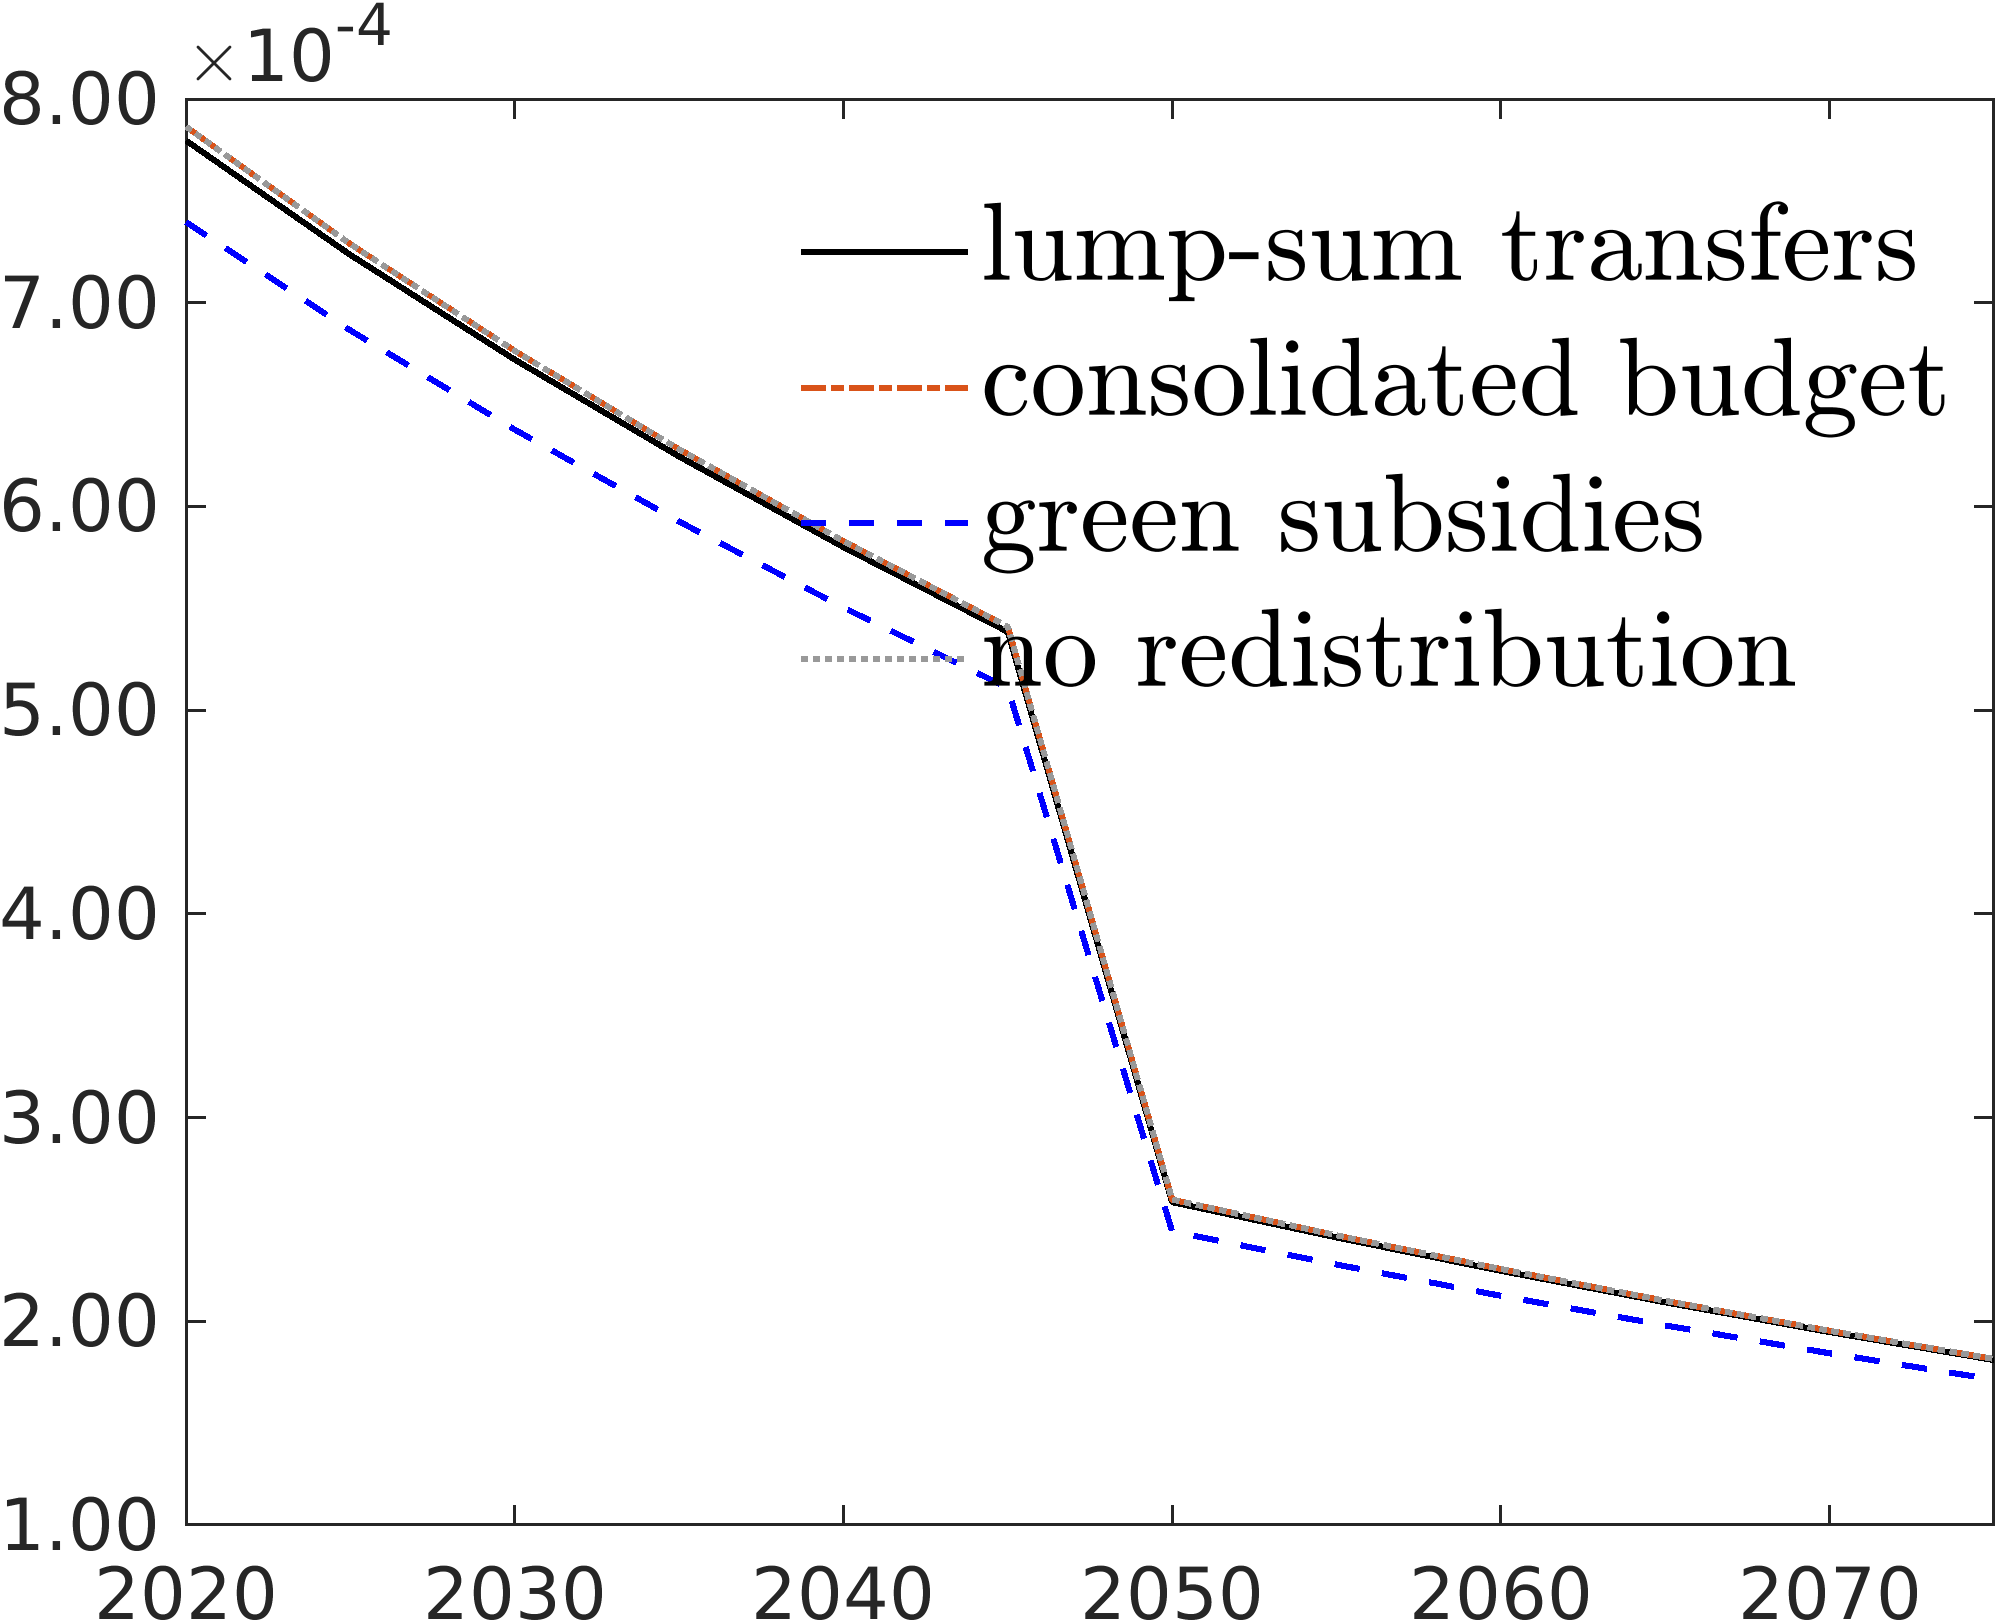 ×10-4
8.00
7.00
6.00
5.00
4.00
3.00
2.00
1.00
lump-sum transfers
consolidated budget
green subsidies
no redistribution
2020 2030 2040 2050 2060 2070